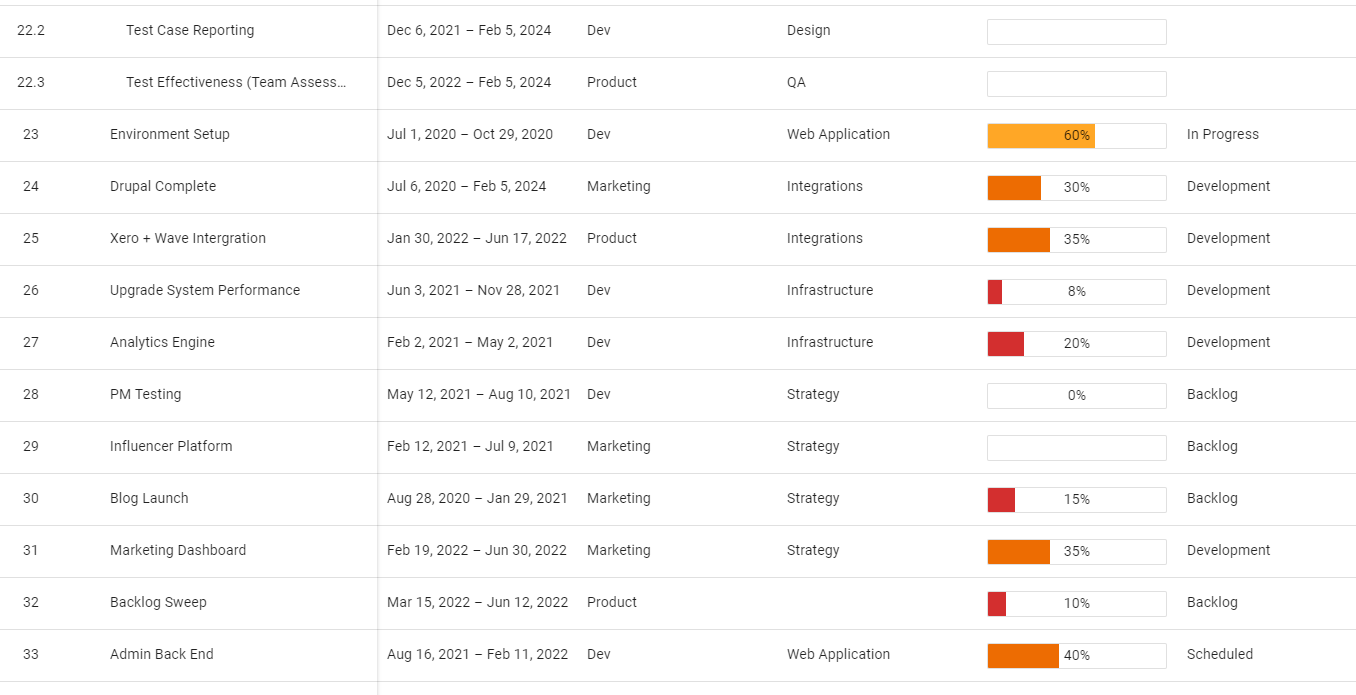 22.2 Test Case Reporting Dec 6, 2021 – Feb 5, 2024 Dev Design
22.3 Test Effectiveness (Team Assess... Dec 5, 2022 – Feb 5, 2024 Product QA
23 Environment Setup Jul 1, 2020 – Oct 29, 2020 Dev Web Application 60% In Progress
24 Drupal Complete Jul 6, 2020 – Feb 5, 2024 Marketing Integrations 30% Development
25 Xero + Wave Intergration Jan 30, 2022 – Jun 17, 2022 Product Integrations 35% Development
26 Upgrade System Performance Jun 3, 2021 – Nov 28, 2021 Dev Infrastructure 8% Development
27 Analytics Engine Feb 2, 2021 – May 2, 2021 Dev Infrastructure 20% Development
28 PM Testing May 12, 2021 – Aug 10, 2021 Dev Strategy 0% Backlog
29 Influencer Platform Feb 12, 2021 – Jul 9, 2021 Marketing Strategy Backlog
30 Blog Launch Aug 28, 2020 – Jan 29, 2021 Marketing Strategy 15% Backlog
31 Marketing Dashboard Feb 19, 2022 – Jun 30, 2022 Marketing Strategy 35% Development
32 Backlog Sweep Mar 15, 2022 – Jun 12, 2022 Product 10% Backlog
33 Admin Back End Aug 16, 2021 – Feb 11, 2022 Dev Web Application 40% Scheduled